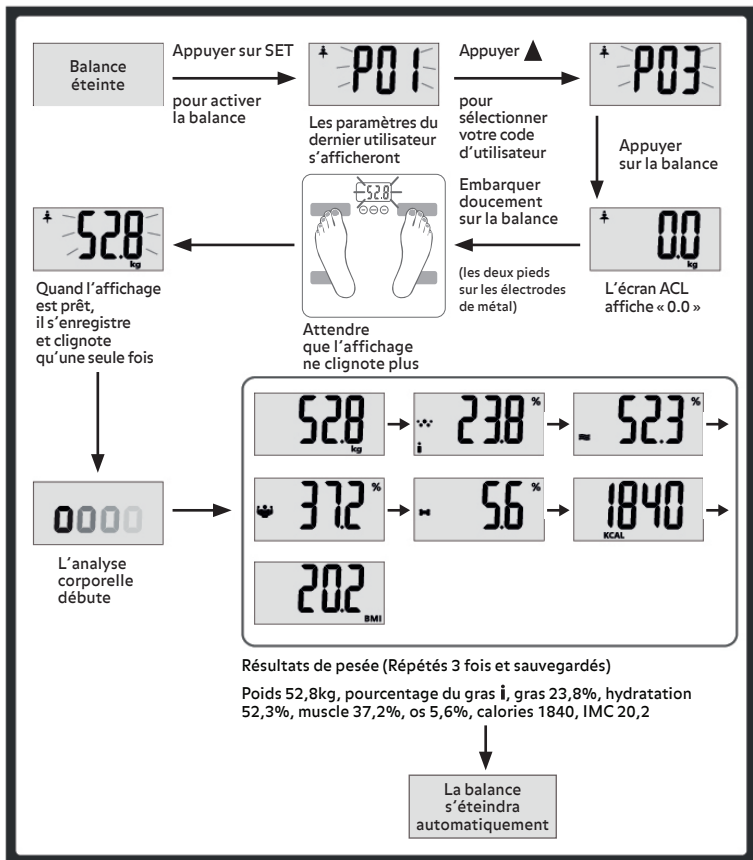 Balance
éteinte
Appuyer sur SET
pour activer
la balance
P01
Les paramètres du
dernier utilisateur
s'afficheront
Appuyer ▲
pour
sélectionner
votre code
d'utilisateur
P03
Appuyer
sur la balance
0.0
kg
L'écran ACL
affiche « 0.0 »
Embarquer
doucement
sur la balance
(les deux pieds
sur les électrodes
de métal)
52.8
Attendre
que l'affichage
ne clignote plus
52.8
kg
Quand l'affichage
est prêt,
il s'enregistre
et clignote
qu'une seule fois
0000
L'analyse
corporelle
débute
52.8
kg
23.8 %
i
52.3 %
37.2 %
5.6 %
1840
KCAL
20.2
BMI
Résultats de pesée (Répétés 3 fois et sauvegardés)
Poids 52,8kg, pourcentage du gras i, gras 23,8%, hydratation
52,3%, muscle 37,2%, os 5,6%, calories 1840, IMC 20,2
La balance
s'éteindra
automatiquement